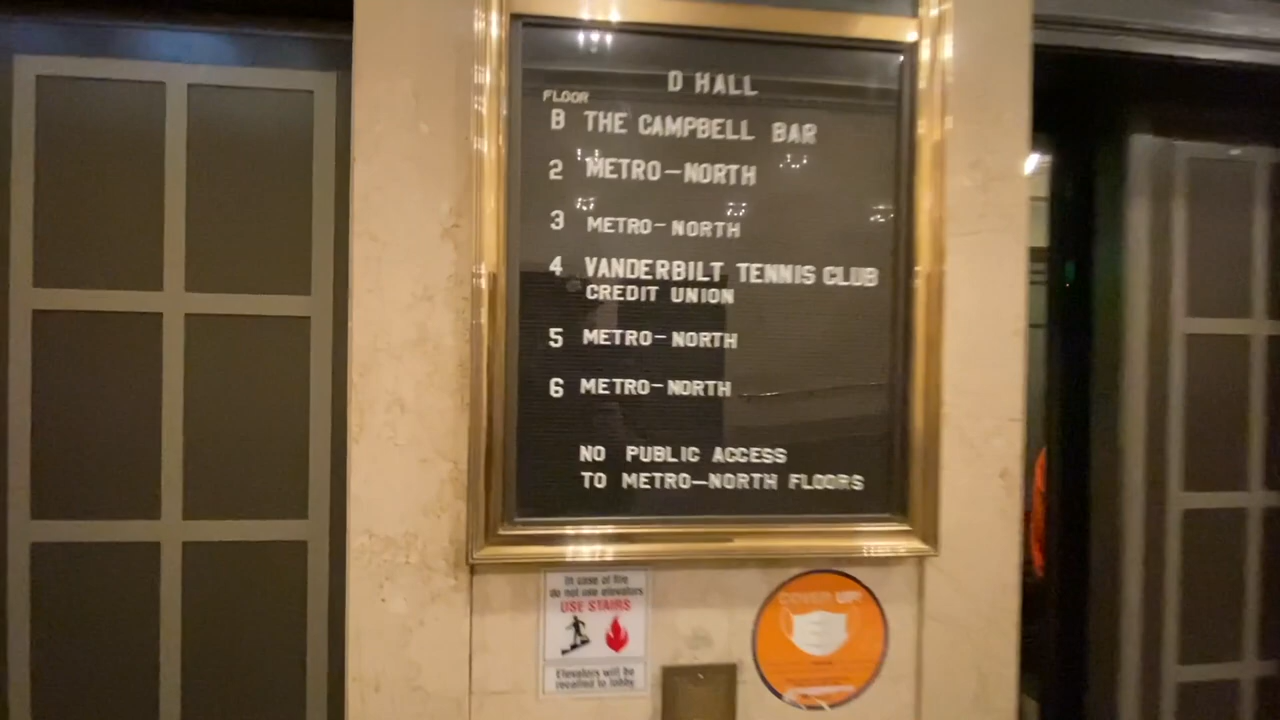 D HALL
FLOOR
B THE CAMPBELL BAR
2 METRO-NORTH
3 METRO-NORTH
4 VANDERBILT TENNIS CLUB
CREDIT UNION
5 METRO-NORTH
6 METRO-NORTH
NO PUBLIC ACCESS
TO METRO-NORTH FLOORS
In case of fire
do not use elevators
USE STAIRS
Elevators will be
recalled to lobby
COVER UP!